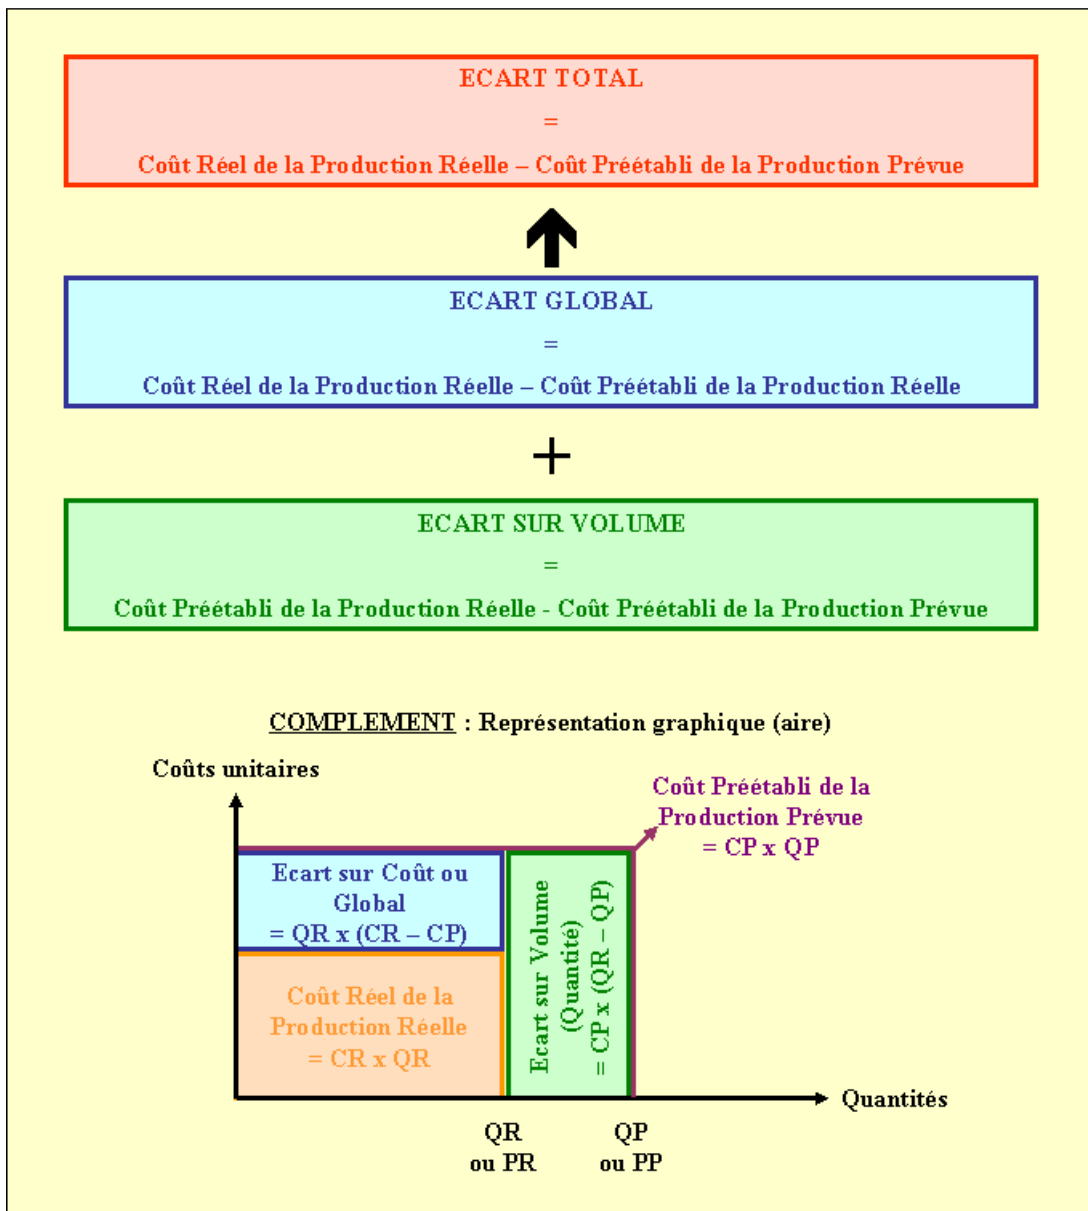 ECART TOTAL
=
Coût Réel de la Production Réelle – Coût Préétabli de la Production Prévue
ECART GLOBAL
=
Coût Réel de la Production Réelle – Coût Préétabli de la Production Réelle
+
ECART SUR VOLUME
=
Coût Préétabli de la Production Réelle - Coût Préétabli de la Production Prévue
COMPLEMENT : Représentation graphique (aire)
Coûts unitaires
Coût Préétabli de la
Production Prévue
= CP x QP
Ecart sur Coût ou
Global
= QR x (CR – CP)
Coût Réel de la
Production Réelle
= CR x QR
Ecart sur Volume
(Quantité)
= CP x (QR – QP)
Quantités
QR
ou PR
QP
ou PP